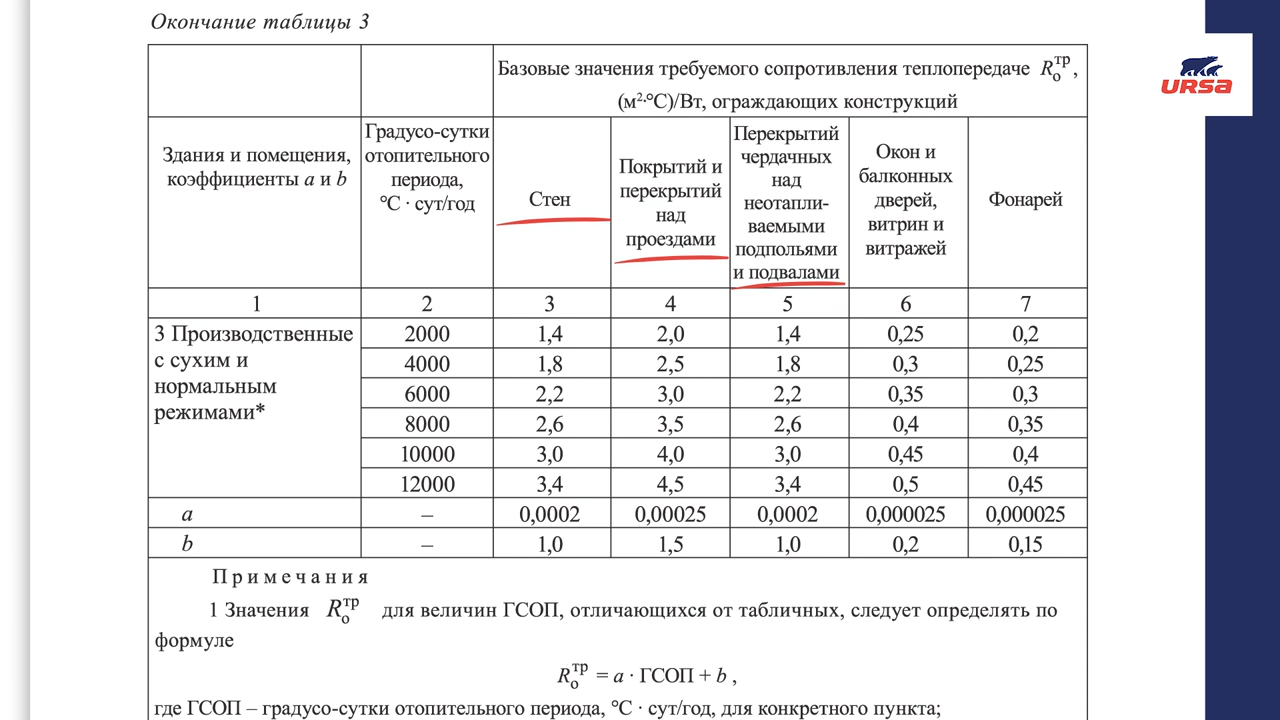 Окончание таблицы 3
URSA
Базовые значения требуемого сопротивления теплопередаче Rₒᵗᵖ,
(м²·°С)/Вт, ограждающих конструкций
Здания и помещения,
коэффициенты a и b
Градусо-сутки
отопительного
периода,
°С · сут/год
Стен
Покрытий и
перекрытий
над
проездами
Перекрытий
чердачных
над
неотапли-
ваемыми
подпольями
и подвалами
Окон и
балконных
дверей,
витрин и
витражей
Фонарей
1 2 3 4 5 6 7
3 Производственные
с сухим и
нормальным
режимами*
2000 1,4 2,0 1,4 0,25 0,2
4000 1,8 2,5 1,8 0,3 0,25
6000 2,2 3,0 2,2 0,35 0,3
8000 2,6 3,5 2,6 0,4 0,35
10000 3,0 4,0 3,0 0,45 0,4
12000 3,4 4,5 3,4 0,5 0,45
a – 0,0002 0,00025 0,0002 0,000025 0,000025
b – 1,0 1,5 1,0 0,2 0,15
Примечания
1 Значения Rₒᵗᵖ для величин ГСОП, отличающихся от табличных, следует определять по
формуле
Rₒᵗᵖ = a · ГСОП + b ,
где ГСОП – градусо-сутки отопительного периода, °С · сут/год, для конкретного пункта;